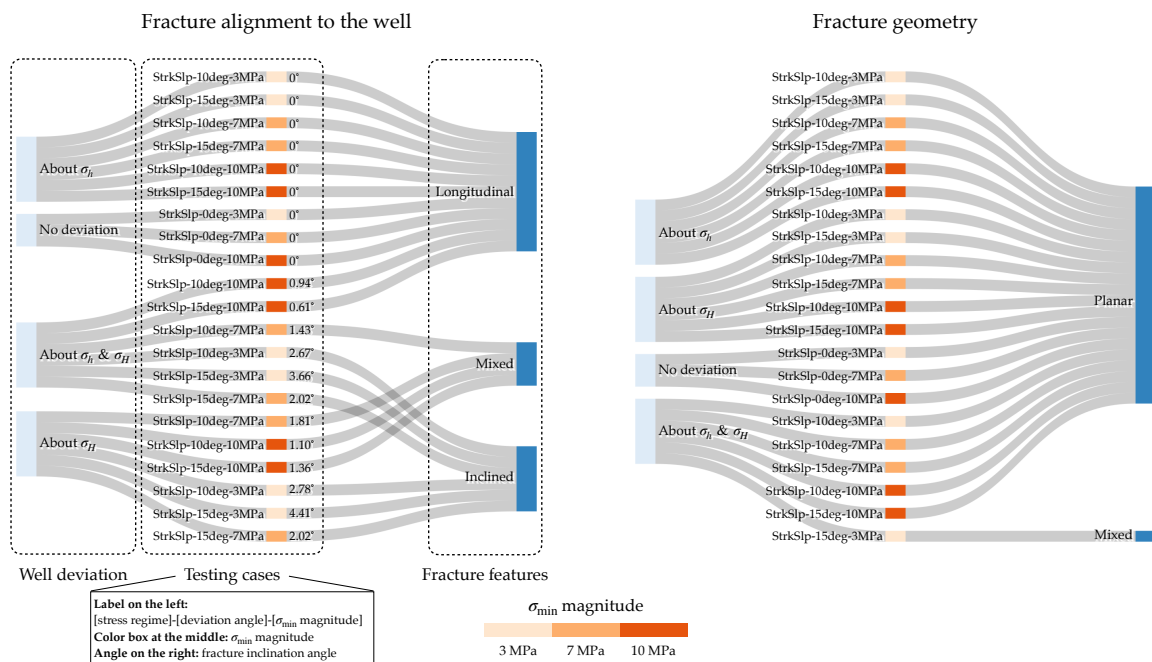 Fracture alignment to the well
Fracture geometry
StrkSlp-10deg-3MPa 0°
StrkSlp-15deg-3MPa 0°
StrkSlp-10deg-7MPa 0°
StrkSlp-15deg-7MPa 0°
StrkSlp-10deg-10MPa 0°
StrkSlp-15deg-10MPa 0°
StrkSlp-0deg-3MPa 0°
StrkSlp-0deg-7MPa 0°
StrkSlp-0deg-10MPa 0°
StrkSlp-10deg-10MPa 0.94°
StrkSlp-15deg-10MPa 0.61°
StrkSlp-10deg-7MPa 1.43°
StrkSlp-10deg-3MPa 2.67°
StrkSlp-15deg-3MPa 3.66°
StrkSlp-15deg-7MPa 2.02°
StrkSlp-10deg-7MPa 1.81°
StrkSlp-10deg-10MPa 1.10°
StrkSlp-15deg-10MPa 1.36°
StrkSlp-10deg-3MPa 2.78°
StrkSlp-15deg-3MPa 4.41°
StrkSlp-15deg-7MPa 2.02°
About σh
No deviation
About σh & σH
About σH
Longitudinal
Mixed
Inclined
Well deviation
Testing cases
Fracture features
Label on the left:
[stress regime]-[deviation angle]-[σmin magnitude]
Color box at the middle: σmin magnitude
Angle on the right: fracture inclination angle
StrkSlp-10deg-3MPa
StrkSlp-15deg-3MPa
StrkSlp-10deg-7MPa
StrkSlp-15deg-7MPa
StrkSlp-10deg-10MPa
StrkSlp-15deg-10MPa
StrkSlp-10deg-3MPa
StrkSlp-15deg-3MPa
StrkSlp-10deg-7MPa
StrkSlp-15deg-7MPa
StrkSlp-10deg-10MPa
StrkSlp-15deg-10MPa
StrkSlp-0deg-3MPa
StrkSlp-0deg-7MPa
StrkSlp-0deg-10MPa
StrkSlp-10deg-3MPa
StrkSlp-10deg-7MPa
StrkSlp-15deg-7MPa
StrkSlp-10deg-10MPa
StrkSlp-15deg-10MPa
StrkSlp-15deg-3MPa
About σh
About σH
No deviation
About σh & σH
Planar
Mixed
σmin magnitude
3 MPa 7 MPa 10 MPa